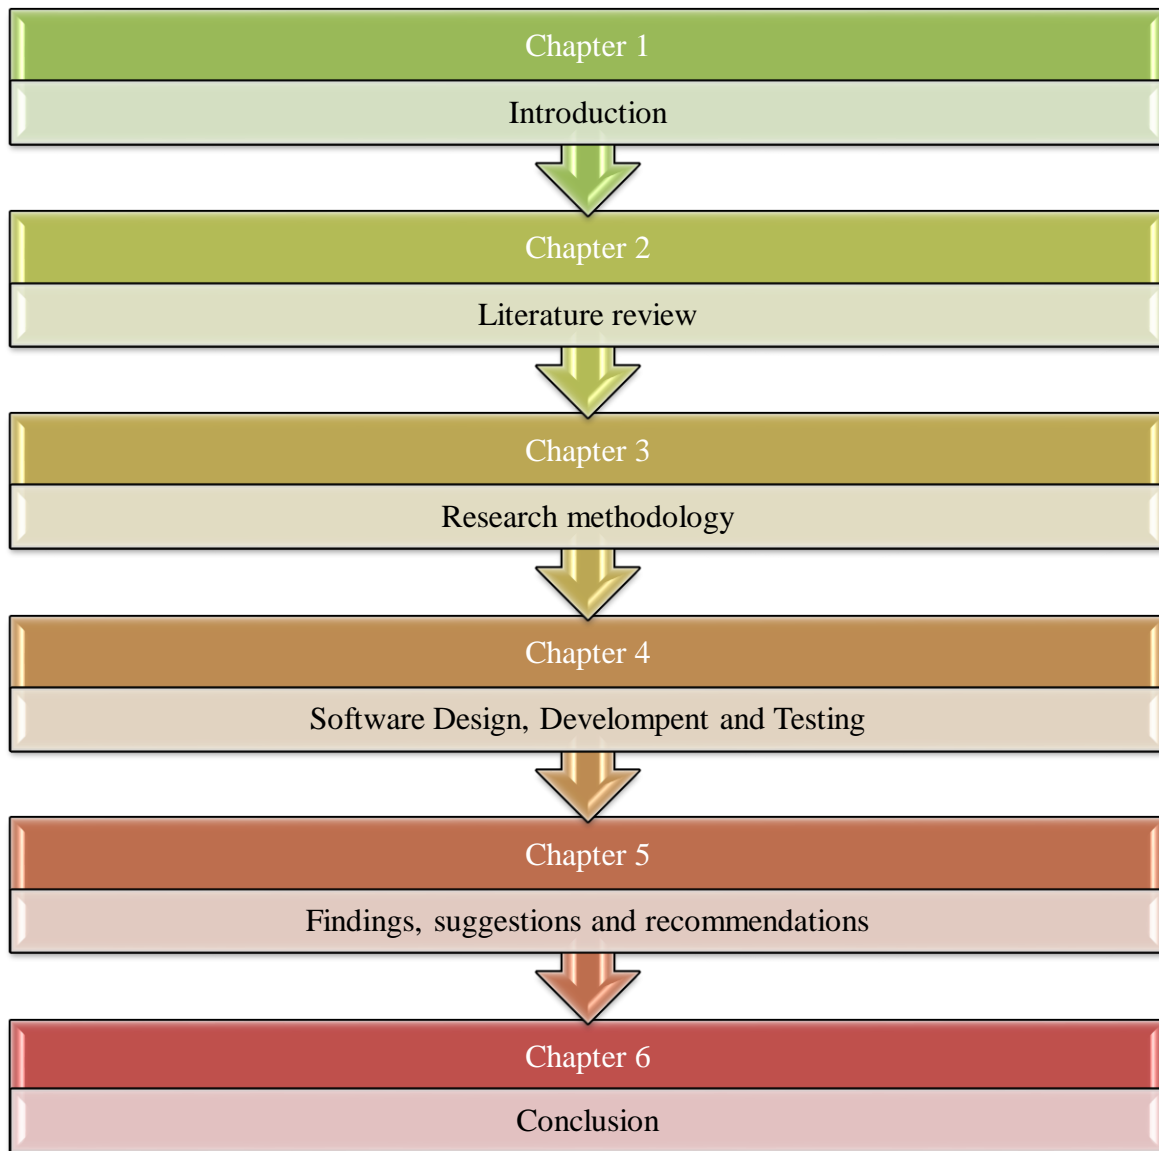 Chapter 1
Introduction
Chapter 2
Literature review
Chapter 3
Research methodology
Chapter 4
Software Design, Develompent and Testing
Chapter 5
Findings, suggestions and recommendations
Chapter 6
Conclusion